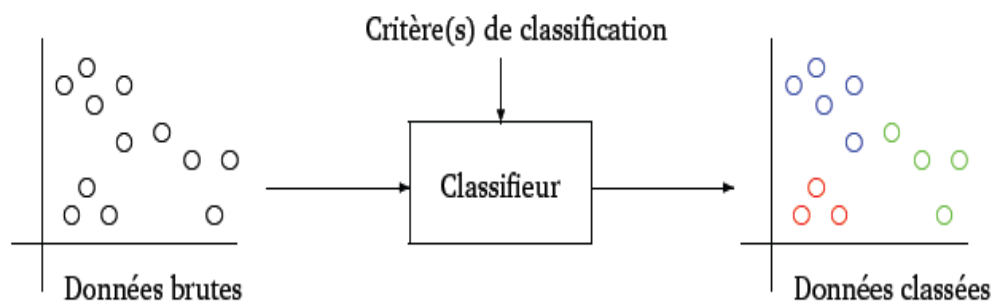 Critère(s) de classification
Classifieur
Données brutes
Données classées